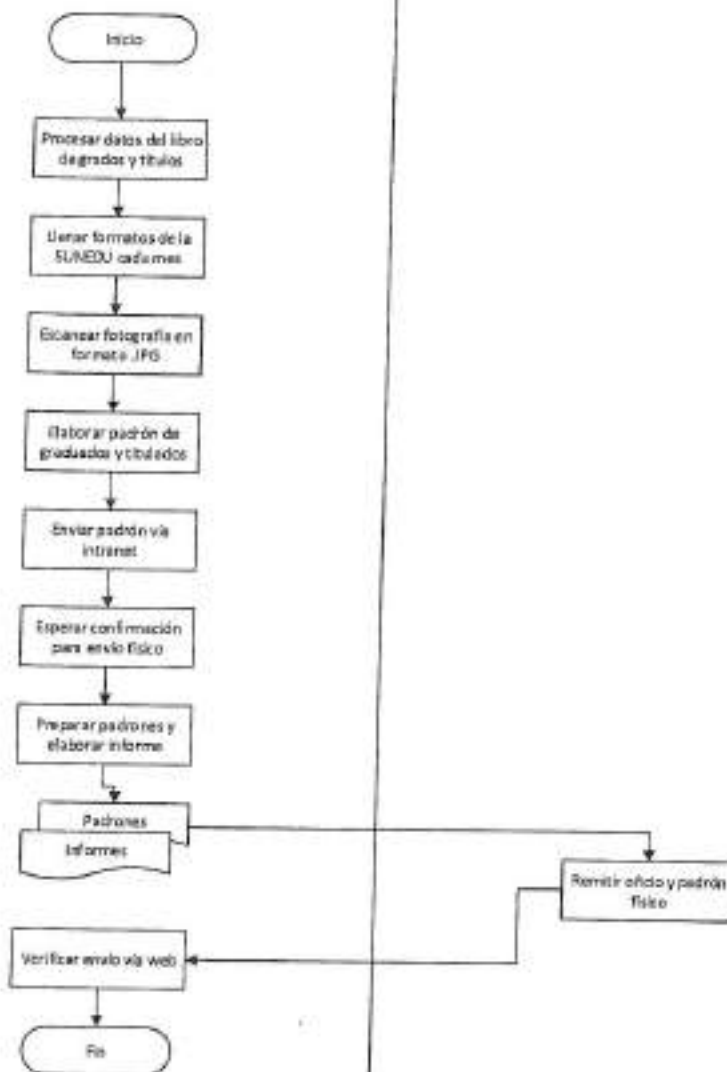 Inicio
Procesar datos del libro
de grados y títulos
Llenar formatos de la
SUNEDU cada mes
Escanear fotografía en
formato .JPG
Elaborar padrón de
graduados y titulados
Enviar padrón vía
intranet
Esperar confirmación
para envío físico
Preparar padrones y
elaborar informe
Padrones
Informes
Remitir oficio y padrón
físico
Verificar envío vía web
Fin